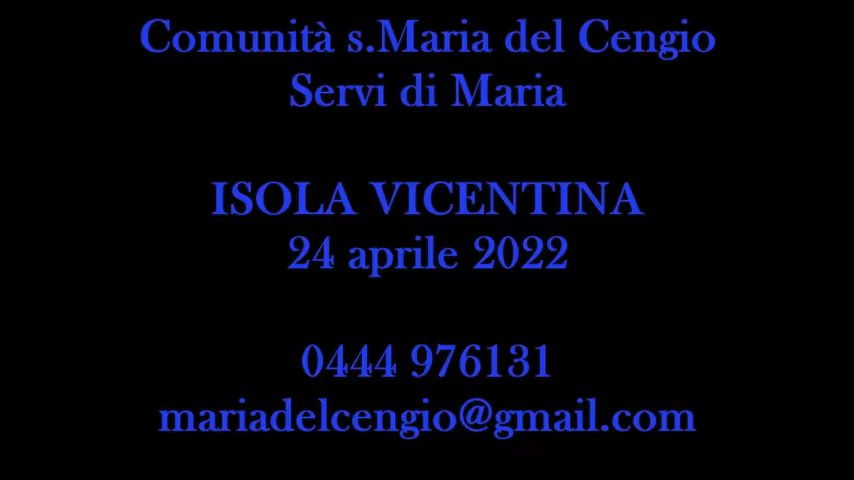 Comunità s.Maria del Cengio
Servi di Maria
ISOLA VICENTINA
24 aprile 2022
0444 976131
mariadelcengio@gmail.com